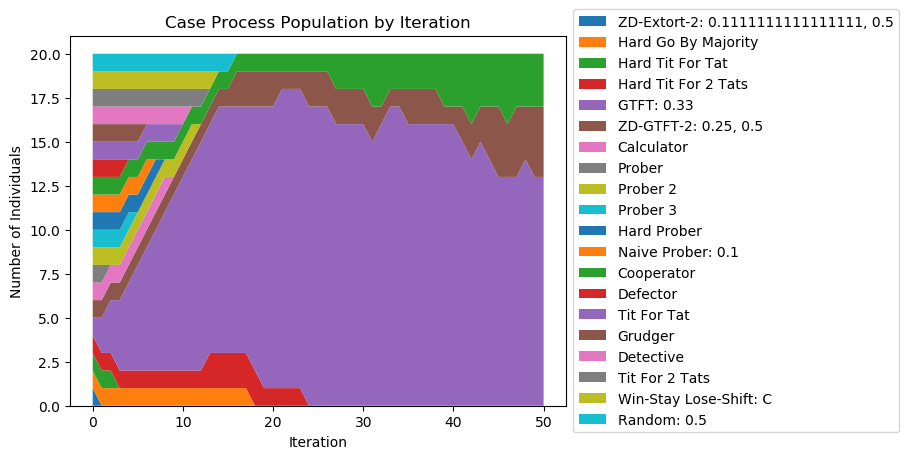 Case Process Population by Iteration
Number of Individuals
20.0
17.5
15.0
12.5
10.0
7.5
5.0
2.5
0.0
0
10
20
30
40
50
Iteration
ZD-Extort-2: 0.1111111111111111, 0.5
Hard Go By Majority
Hard Tit For Tat
Hard Tit For 2 Tats
GTFT: 0.33
ZD-GTFT-2: 0.25, 0.5
Calculator
Prober
Prober 2
Prober 3
Hard Prober
Naive Prober: 0.1
Cooperator
Defector
Tit For Tat
Grudger
Detective
Tit For 2 Tats
Win-Stay Lose-Shift: C
Random: 0.5